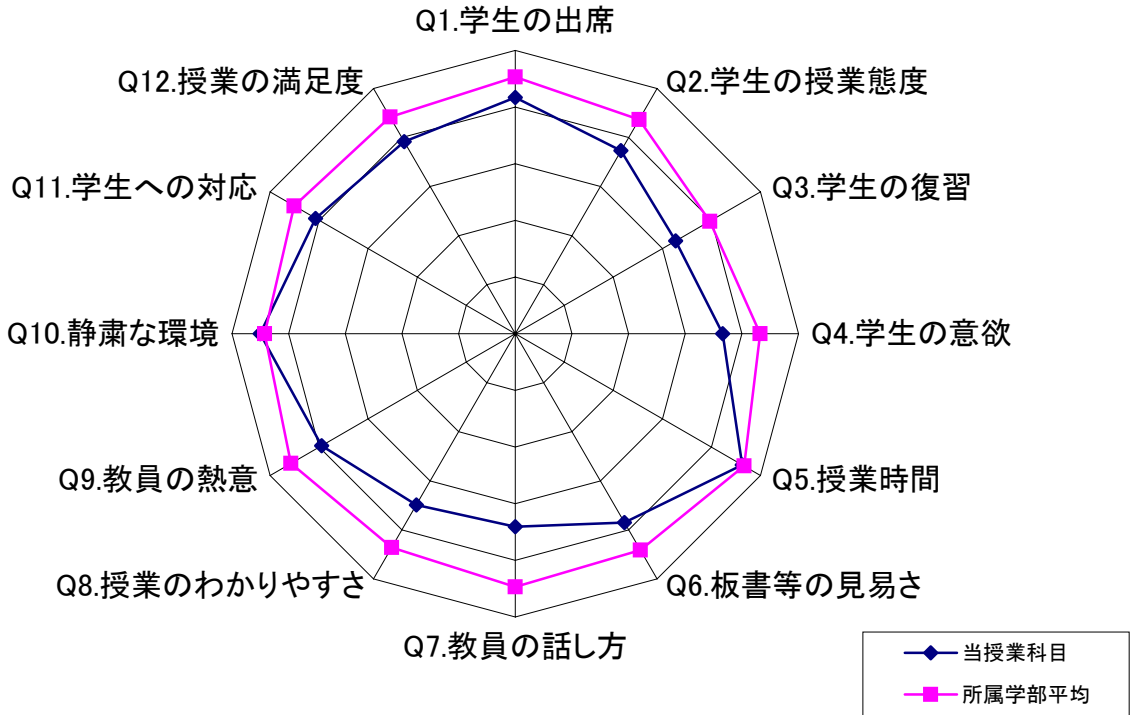 Q1.学生の出席
Q2.学生の授業態度
Q3.学生の復習
Q4.学生の意欲
Q5.授業時間
Q6.板書等の見易さ
Q7.教員の話し方
Q8.授業のわかりやすさ
Q9.教員の熱意
Q10.静粛な環境
Q11.学生への対応
Q12.授業の満足度
当授業科目
所属学部平均